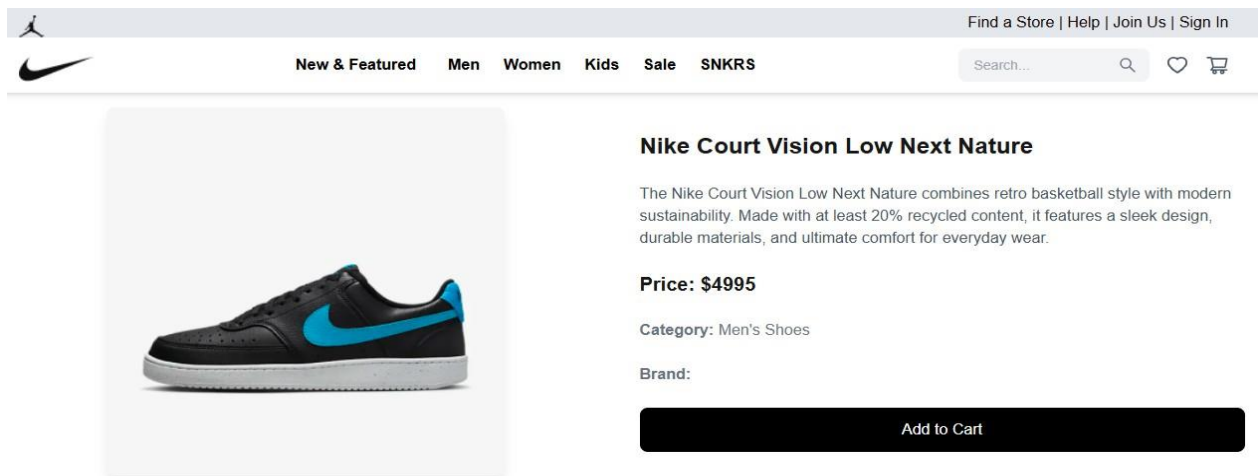 Find a Store | Help | Join Us | Sign In
New & Featured Men Women Kids Sale SNKRS Search...
Nike Court Vision Low Next Nature
The Nike Court Vision Low Next Nature combines retro basketball style with modern
sustainability. Made with at least 20% recycled content, it features a sleek design,
durable materials, and ultimate comfort for everyday wear.
Price: $4995
Category: Men's Shoes
Brand:
Add to Cart